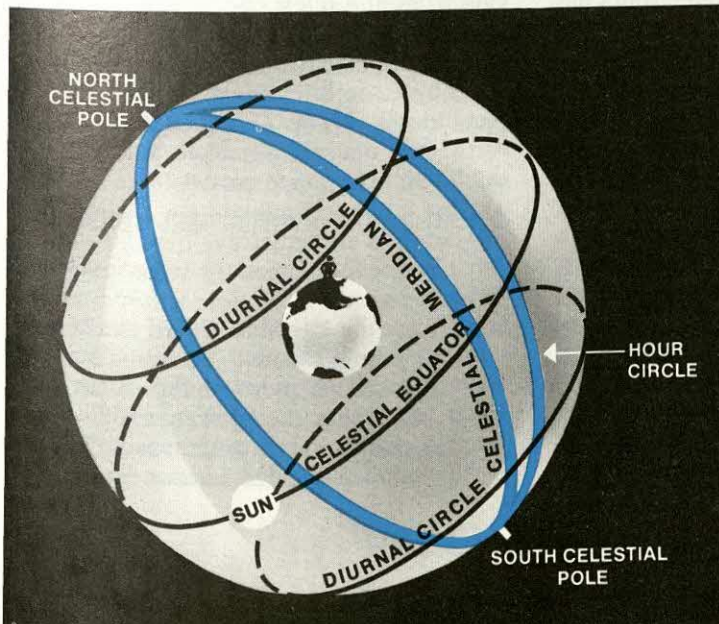 NORTH
CELESTIAL
POLE
DIURNAL CIRCLE
MERIDIAN
CELESTIAL
CELESTIAL EQUATOR
HOUR
CIRCLE
SUN
DIURNAL CIRCLE
SOUTH CELESTIAL
POLE